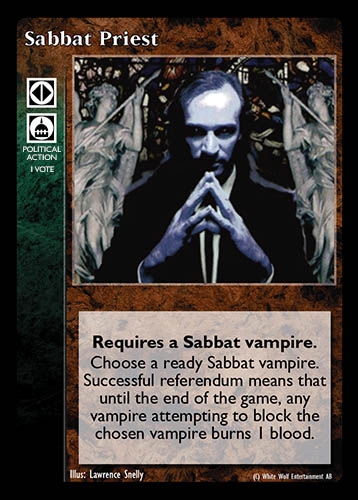 Sabbat Priest
POLITICAL
ACTION
1 VOTE
Requires a Sabbat vampire.
Choose a ready Sabbat vampire.
Successful referendum means that
until the end of the game, any
vampire attempting to block the
chosen vampire burns 1 blood.
Illus: Lawrence Snelly
(C) White Wolf Entertainment AB